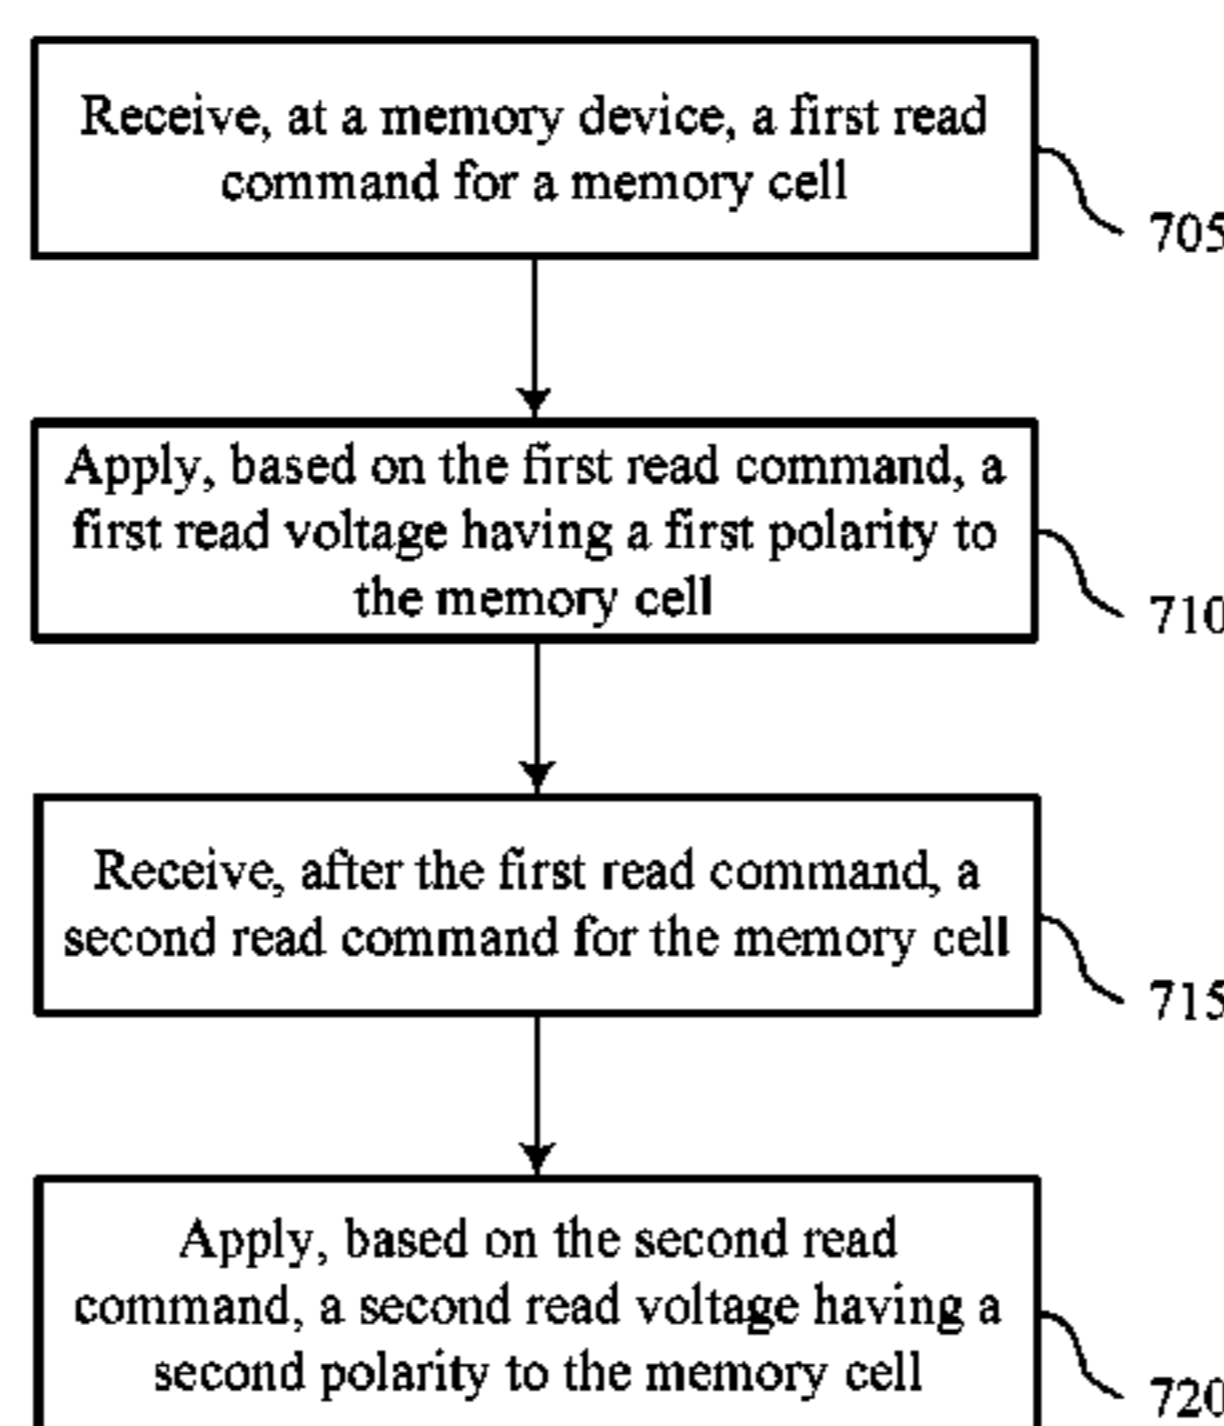 Receive, at a memory device, a first read
command for a memory cell
705
Apply, based on the first read command, a
first read voltage having a first polarity to
the memory cell
710
Receive, after the first read command, a
second read command for the memory cell
715
Apply, based on the second read
command, a second read voltage having a
second polarity to the memory cell
720